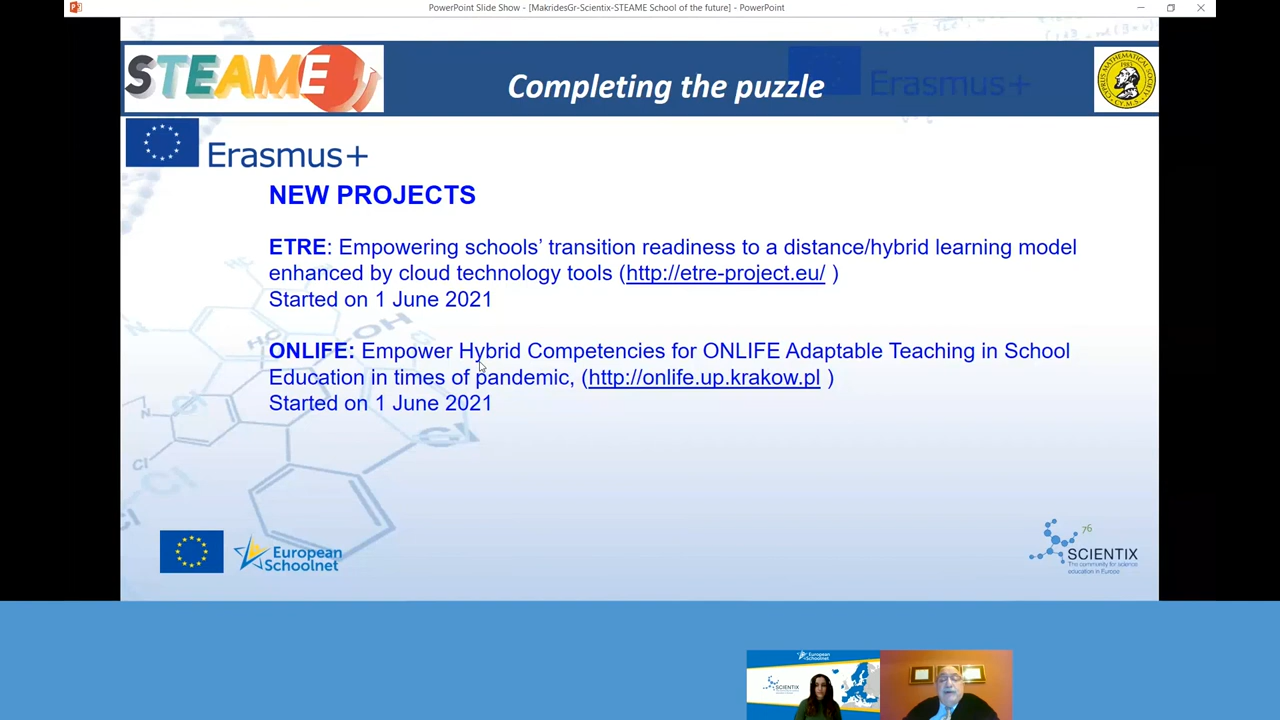 PowerPoint Slide Show - [MakridesGr-Scientix-STEAME School of the future] - PowerPoint
STEAME
Completing the puzzle
Erasmus+
Erasmus+
NEW PROJECTS
ETRE: Empowering schools’ transition readiness to a distance/hybrid learning model
enhanced by cloud technology tools (http://etre-project.eu/ )
Started on 1 June 2021
ONLIFE: Empower Hybrid Competencies for ONLIFE Adaptable Teaching in School
Education in times of pandemic, (http://onlife.up.krakow.pl )
Started on 1 June 2021
European
Schoolnet
76
SCIENTIX
The community for science
education in Europe
European
Schoolnet
SCIENTIX